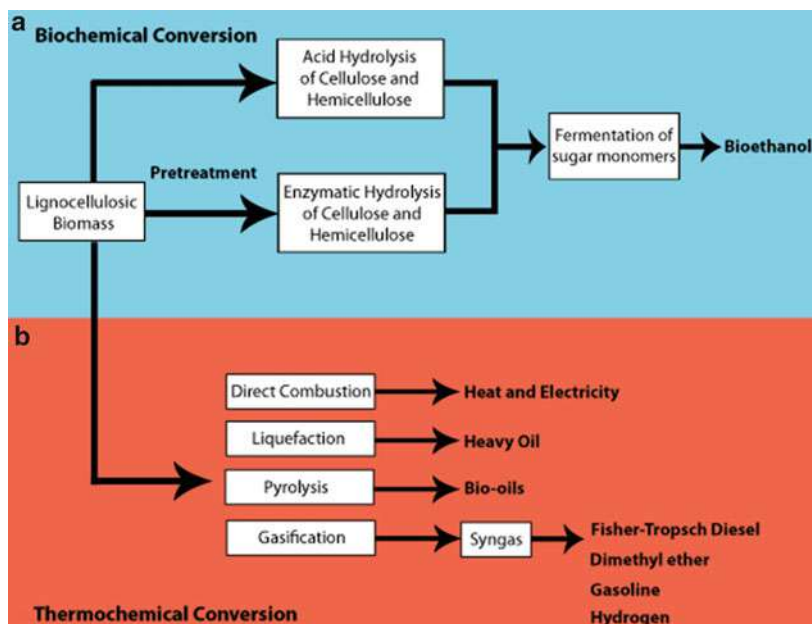 a
Biochemical Conversion
Acid Hydrolysis
of Cellulose and
Hemicellulose
Fermentation of
sugar monomers
Bioethanol
Pretreatment
Lignocellulosic
Biomass
Enzymatic Hydrolysis
of Cellulose and
Hemicellulose
b
Direct Combustion
Heat and Electricity
Liquefaction
Heavy Oil
Pyrolysis
Bio-oils
Gasification
Syngas
Fisher-Tropsch Diesel
Dimethyl ether
Gasoline
Hydrogen
Thermochemical Conversion